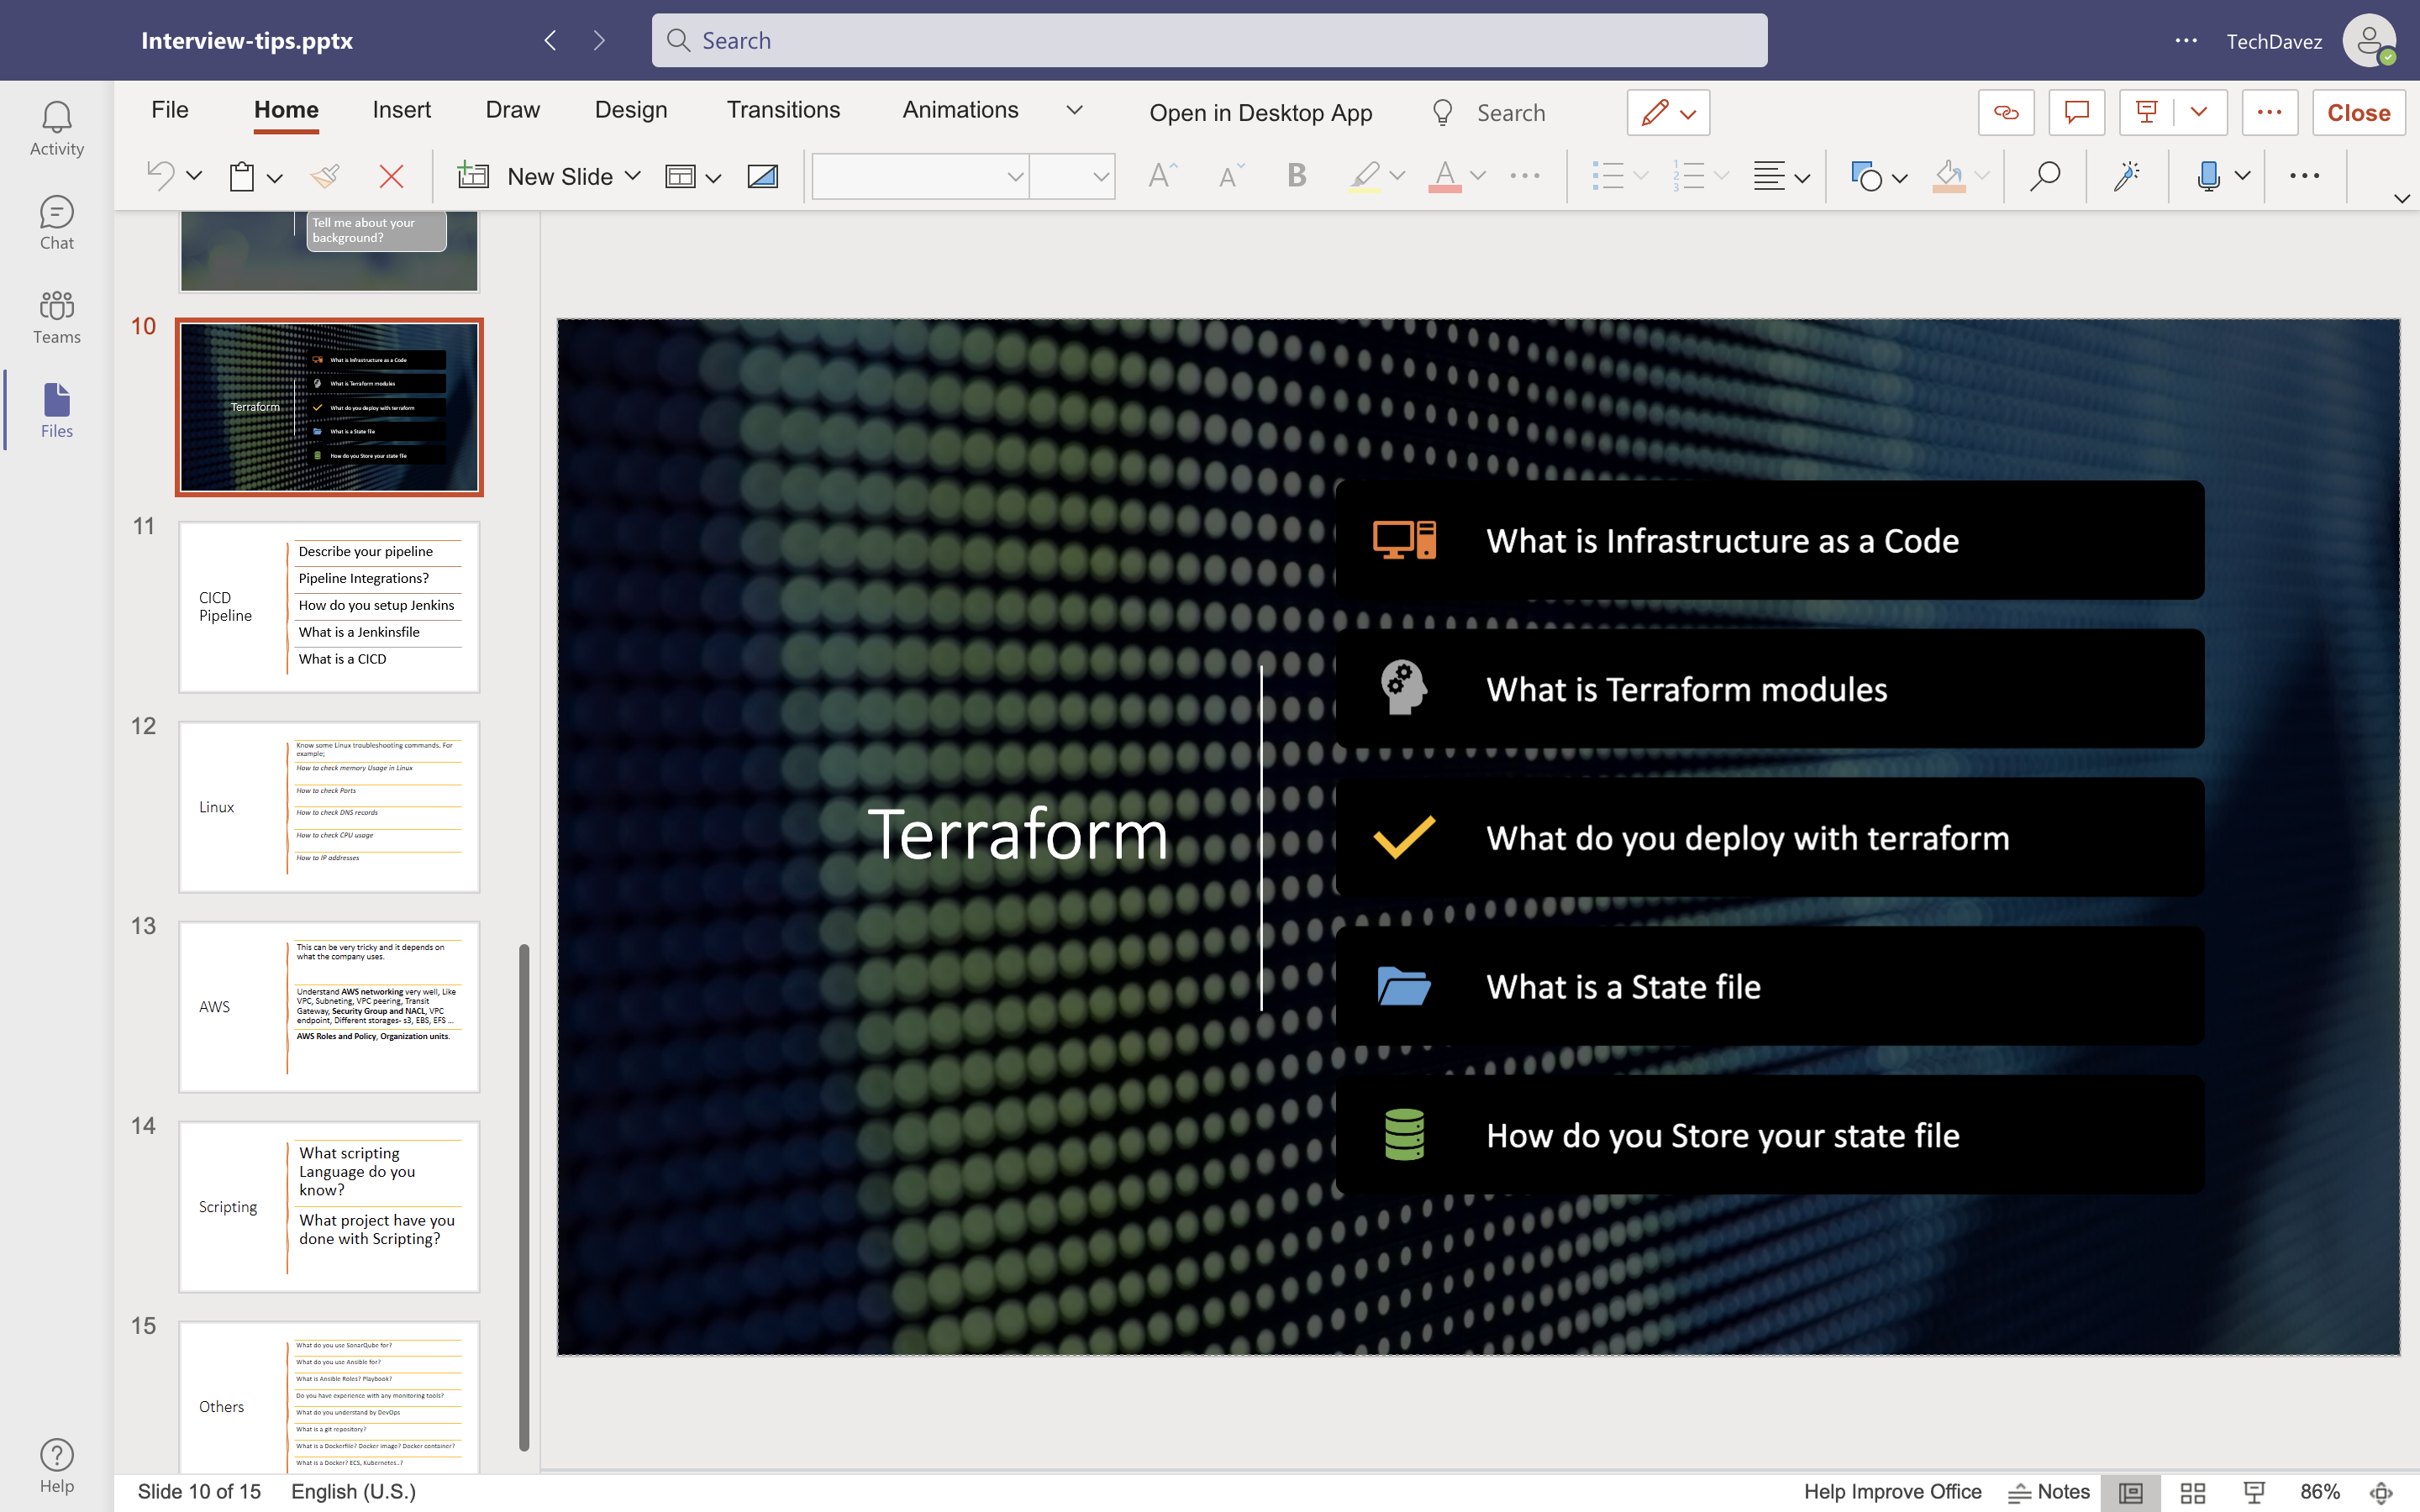 Interview-tips.pptx
Search
TechDavez
File
Home
Insert
Draw
Design
Transitions
Animations
Open in Desktop App
Search
Close
New Slide
Activity
Chat
Teams
Files
Help
Tell me about your
background?
10
Terraform
What is Infrastructure as a Code
What is Terraform modules
What do you deploy with terraform
What is a State file
How do you Store your state file
11
CICD
Pipeline
Describe your pipeline
Pipeline Integrations?
How do you setup Jenkins
What is a Jenkinsfile
What is a CICD
12
Linux
Know some Linux troubleshooting commands. For
example;
How to check memory Usage in Linux
How to check Ports
How to check DNS records
How to check CPU usage
How to IP addresses
13
AWS
This can be very tricky and it depends on
what the company uses.
Understand AWS networking very well, Like
VPC, Subneting, VPC peering, Transit
Gateway, Security Group and NACL, VPC
endpoint, Different storages- s3, EBS, EFS ...
AWS Roles and Policy, Organization units.
14
Scripting
What scripting
Language do you
know?
What project have you
done with Scripting?
15
Others
What do you use SonarQube for?
What do you use Ansible for?
What is Ansible Roles? Playbook?
Do you have experience with any monitoring tools?
What do you understand by DevOps
What is a git repository?
What is a Dockerfile? Docker image? Docker container?
What is a Docker? ECS, Kubernetes..?
Terraform
What is Infrastructure as a Code
What is Terraform modules
What do you deploy with terraform
What is a State file
How do you Store your state file
Slide 10 of 15
English (U.S.)
Help Improve Office
Notes
86%